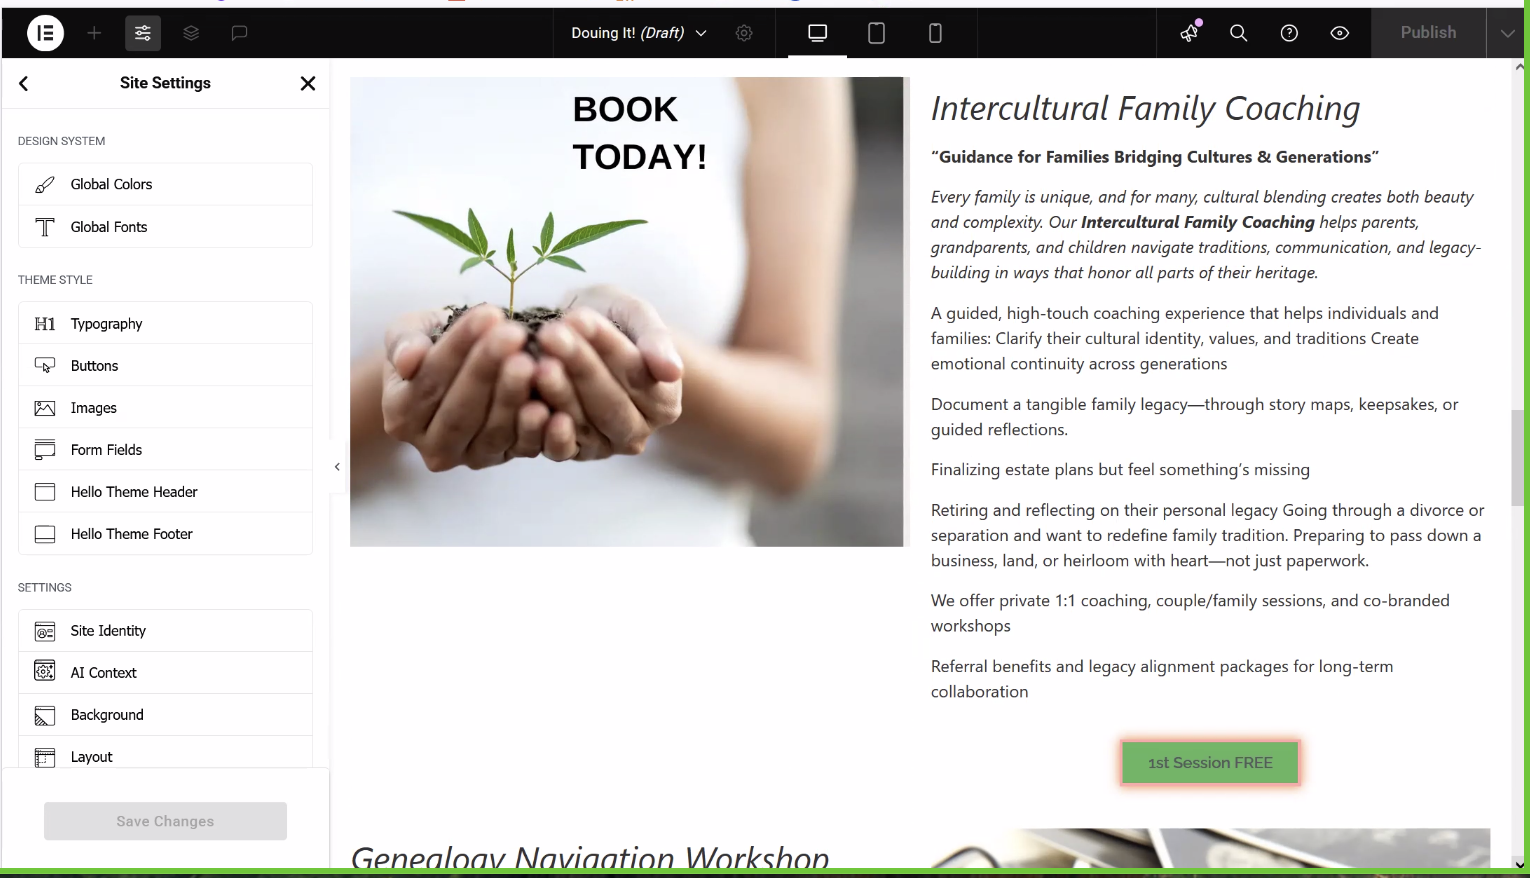 Douing It! (Draft)
Publish
Site Settings
DESIGN SYSTEM
Global Colors
Global Fonts
THEME STYLE
H1 Typography
Buttons
Images
Form Fields
Hello Theme Header
Hello Theme Footer
SETTINGS
Site Identity
AI Context
Background
Layout
Save Changes
BOOK
TODAY!
Intercultural Family Coaching
“Guidance for Families Bridging Cultures & Generations”
Every family is unique, and for many, cultural blending creates both beauty
and complexity. Our Intercultural Family Coaching helps parents,
grandparents, and children navigate traditions, communication, and legacy-
building in ways that honor all parts of their heritage.
A guided, high-touch coaching experience that helps individuals and
families: Clarify their cultural identity, values, and traditions Create
emotional continuity across generations
Document a tangible family legacy—through story maps, keepsakes, or
guided reflections.
Finalizing estate plans but feel something’s missing
Retiring and reflecting on their personal legacy Going through a divorce or
separation and want to redefine family tradition. Preparing to pass down a
business, land, or heirloom with heart—not just paperwork.
We offer private 1:1 coaching, couple/family sessions, and co-branded
workshops
Referral benefits and legacy alignment packages for long-term
collaboration
1st Session FREE
Genealogy Navigation Workshop